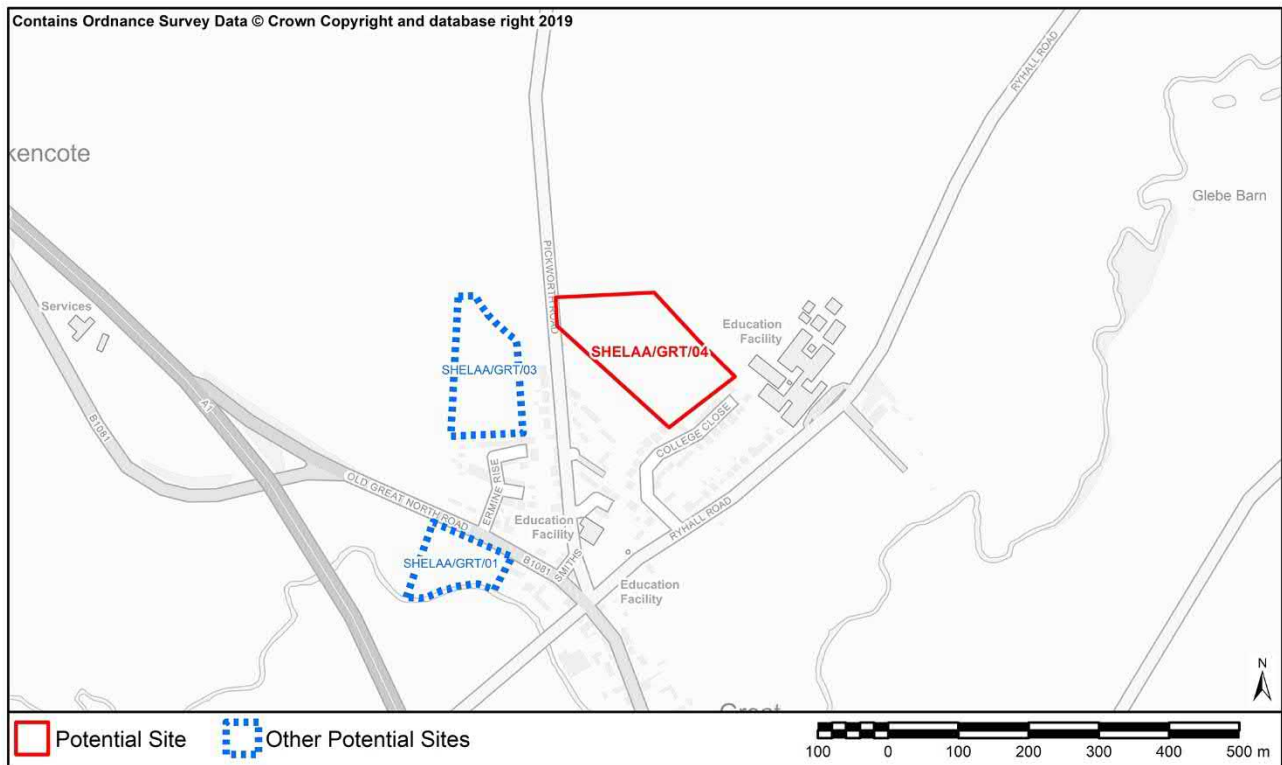 Contains Ordnance Survey Data © Crown Copyright and database right 2019
RYHALL ROAD
kencote
Glebe Barn
PICKWORTH ROAD
Services
Education
Facility
SHELAA/GRT/04
SHELAA/GRT/03
A1
B1081
COLLEGE CLOSE
OLD GREAT NORTH ROAD
ERMINE RISE
Education
Facility
RYHALL ROAD
SHELAA/GRT/01
B1081
SMITHS
Education
Facility
N
Great
Potential Site
Other Potential Sites
100 0 100 200 300 400 500 m